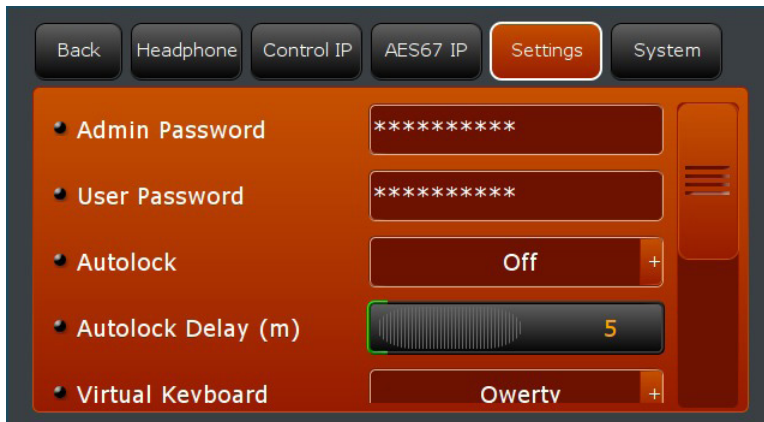 Back Headphone Control IP AES67 IP Settings System
Admin Password **********
User Password **********
Autolock Off +
Autolock Delay (m) 5
Virtual Keyboard Qwerty +